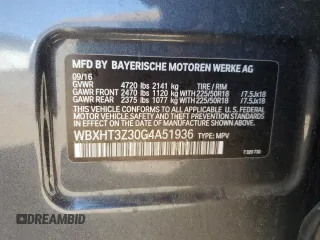 MFD BY BAYERISCHE MOTOREN WERKE AG
09/16
GVWR 4720 lbs 2141 kg TIRE / RIM
GAWR FRONT 2470 lbs 1120 kg WITH 225/50R18 /7.5Jx18
GAWR REAR 2375 lbs 1077 kg WITH 225/50R18 /7.5Jx18
THIS VEHICLE CONFORMS TO ALL APPLICABLE FEDERAL
MOTOR VEHICLE SAFETY, BUMPER, AND THEFT PREVENTION
STANDARDS IN EFFECT ON THE DATE OF MANUFACTURE
SHOWN ABOVE.
WBXHT3Z30G4A51936 TYPE: MPV
DREAMBID